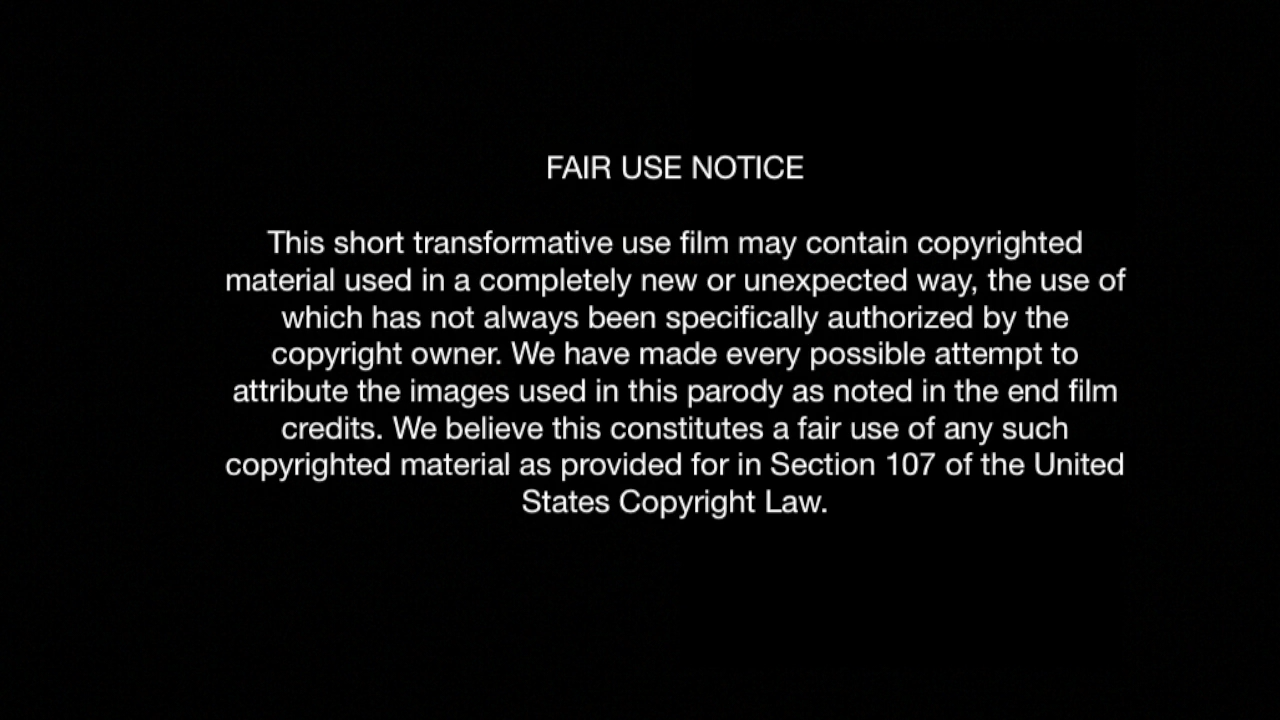 FAIR USE NOTICE
This short transformative use film may contain copyrighted
material used in a completely new or unexpected way, the use of
which has not always been specifically authorized by the
copyright owner. We have made every possible attempt to
attribute the images used in this parody as noted in the end film
credits. We believe this constitutes a fair use of any such
copyrighted material as provided for in Section 107 of the United
States Copyright Law.